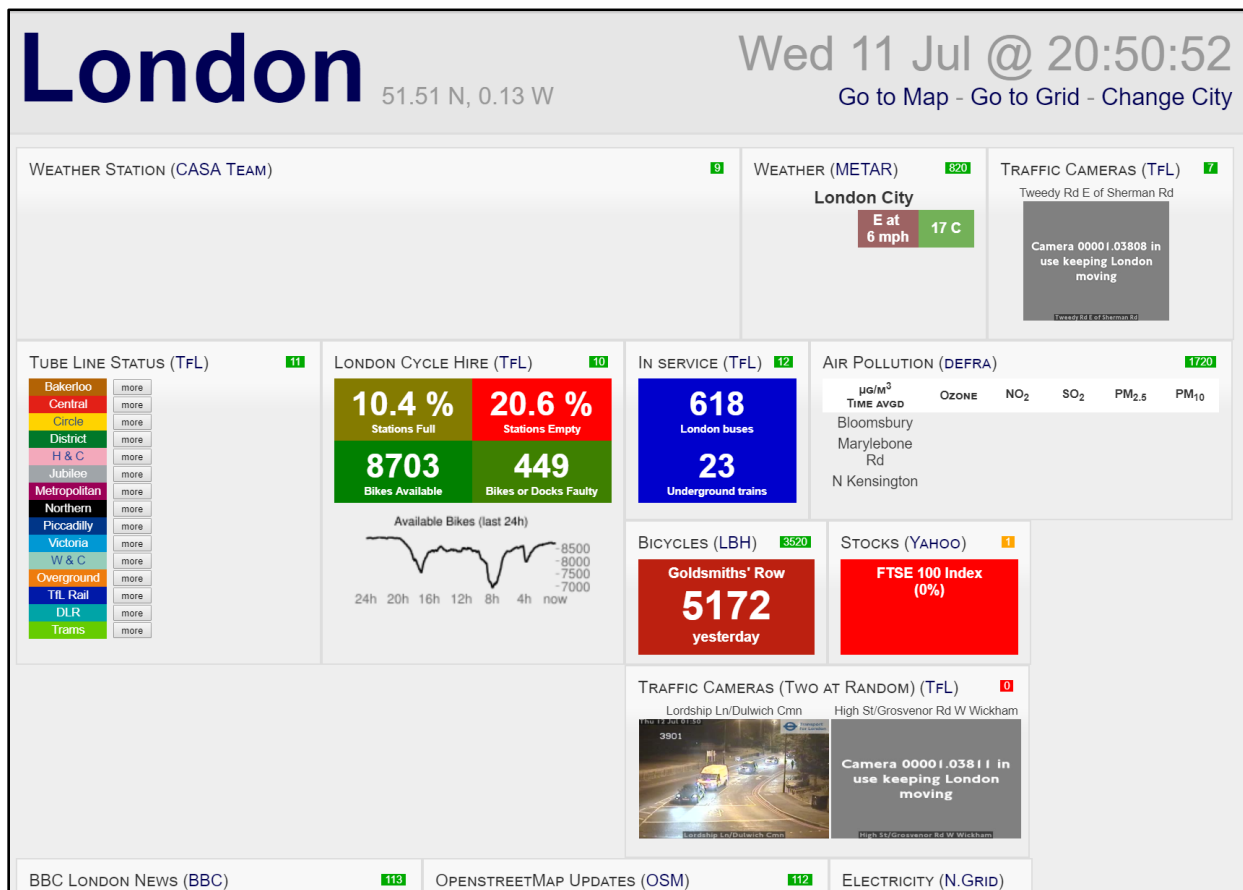 London 51.51 N, 0.13 W
Wed 11 Jul @ 20:50:52
Go to Map - Go to Grid - Change City
WEATHER STATION (CASA TEAM) 9
WEATHER (METAR) 820
London City
E at
6 mph
17 C
TRAFFIC CAMERAS (TFL) 7
Tweedy Rd E of Sherman Rd
Camera 00001.03808 in
use keeping London
moving
Tweedy Rd E of Sherman Rd
TUBE LINE STATUS (TFL) 11
Bakerloo more
Central more
Circle more
District more
H & C more
Jubilee more
Metropolitan more
Northern more
Piccadilly more
Victoria more
W & C more
Overground more
TfL Rail more
DLR more
Trams more
LONDON CYCLE HIRE (TFL) 10
10.4 %
Stations Full
20.6 %
Stations Empty
8703
Bikes Available
449
Bikes or Docks Faulty
Available Bikes (last 24h)
8500
8000
7500
7000
24h 20h 16h 12h 8h 4h now
IN SERVICE (TFL) 12
618
London buses
23
Underground trains
AIR POLLUTION (DEFRA) 1720
µG/M³
TIME AVGD
OZONE NO₂ SO₂ PM₂.₅ PM₁₀
Bloomsbury
Marylebone
Rd
N Kensington
BICYCLES (LBH) 3520
Goldsmiths' Row
5172
yesterday
STOCKS (YAHOO) 1
FTSE 100 Index
(0%)
TRAFFIC CAMERAS (TWO AT RANDOM) (TFL) 0
Lordship Ln/Dulwich Cmn
Thu 12 Jul 01:50
3901
Transport
for London
Lordship Ln/Dulwich Cmn
High St/Grosvenor Rd W Wickham
Camera 00001.03811 in
use keeping London
moving
High St/Grosvenor Rd W Wickham
BBC LONDON NEWS (BBC) 113
OPENSTREETMAP UPDATES (OSM) 112
ELECTRICITY (N.GRID)